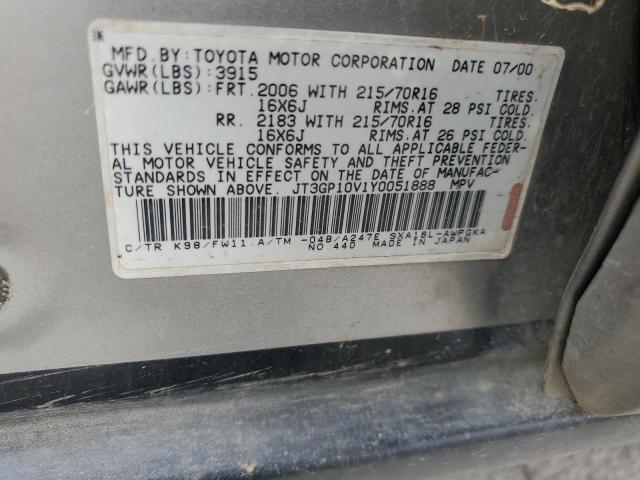 MFD. BY: TOYOTA MOTOR CORPORATION DATE 07/00
GVWR(LBS): 3915
GAWR(LBS): FRT. 2006 WITH 215/70R16 TIRES.
16X6J RIMS. AT 28 PSI COLD.
RR. 2183 WITH 215/70R16 TIRES.
16X6J RIMS. AT 26 PSI COLD.
THIS VEHICLE CONFORMS TO ALL APPLICABLE FEDER-
AL MOTOR VEHICLE SAFETY AND THEFT PREVENTION
STANDARDS IN EFFECT ON THE DATE OF MANUFAC-
TURE SHOWN ABOVE. JT3GP10V1Y0051888 MPV
C/TR K98/FW11 A/TM -04B/A247E SXA16L-AWPGKA
NO. 440 MADE IN JAPAN